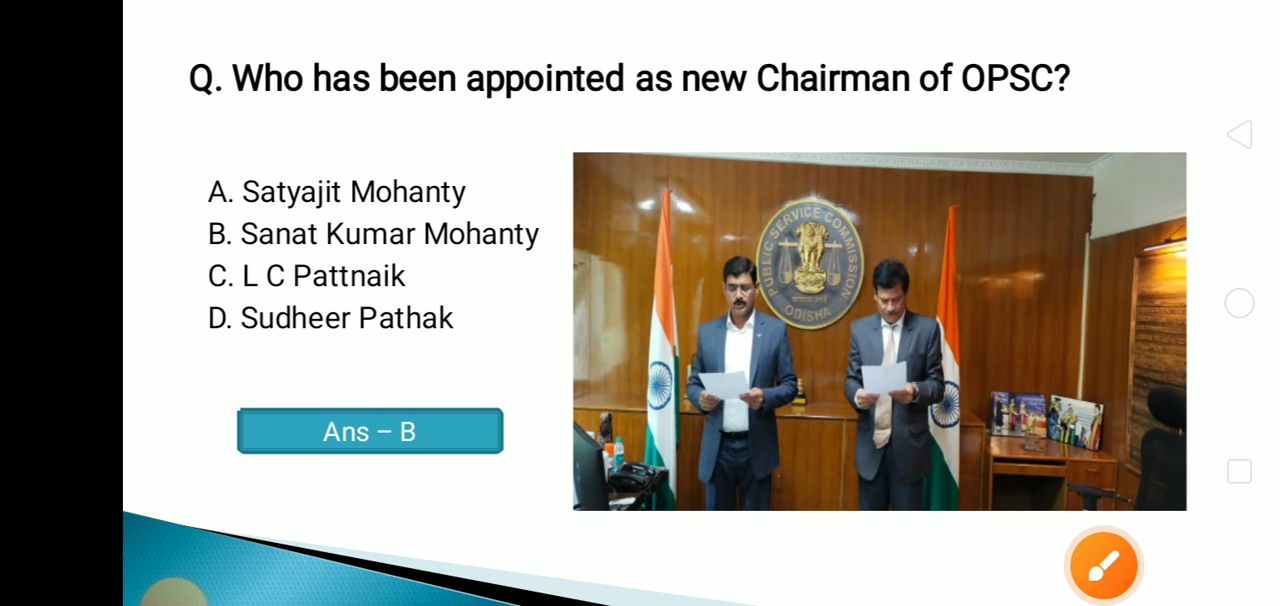 Q. Who has been appointed as new Chairman of OPSC?
A. Satyajit Mohanty
B. Sanat Kumar Mohanty
C. L C Pattnaik
D. Sudheer Pathak
Ans – B
PUBLIC SERVICE COMMISSION
ODISHA